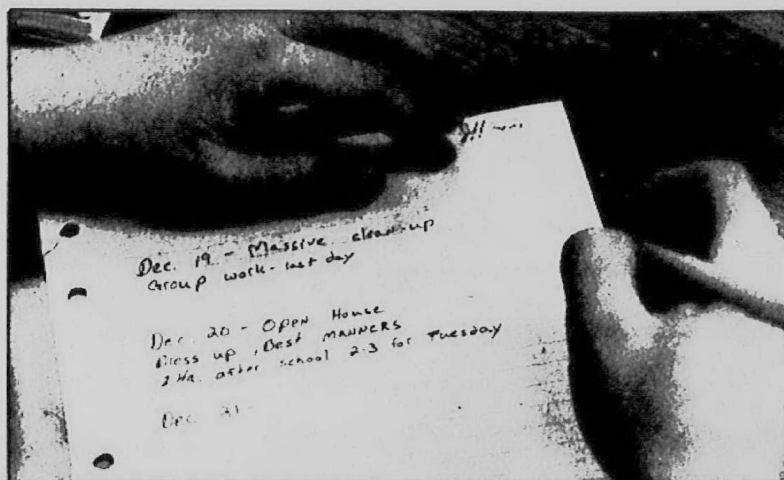 Dec. 19 - Massive clean-up
Group work - last day
Dec. 20 - OPEN House
Dress up, Best MANNERS
1 Hr. after school 2-3 for Tuesday
Dec. 21 -